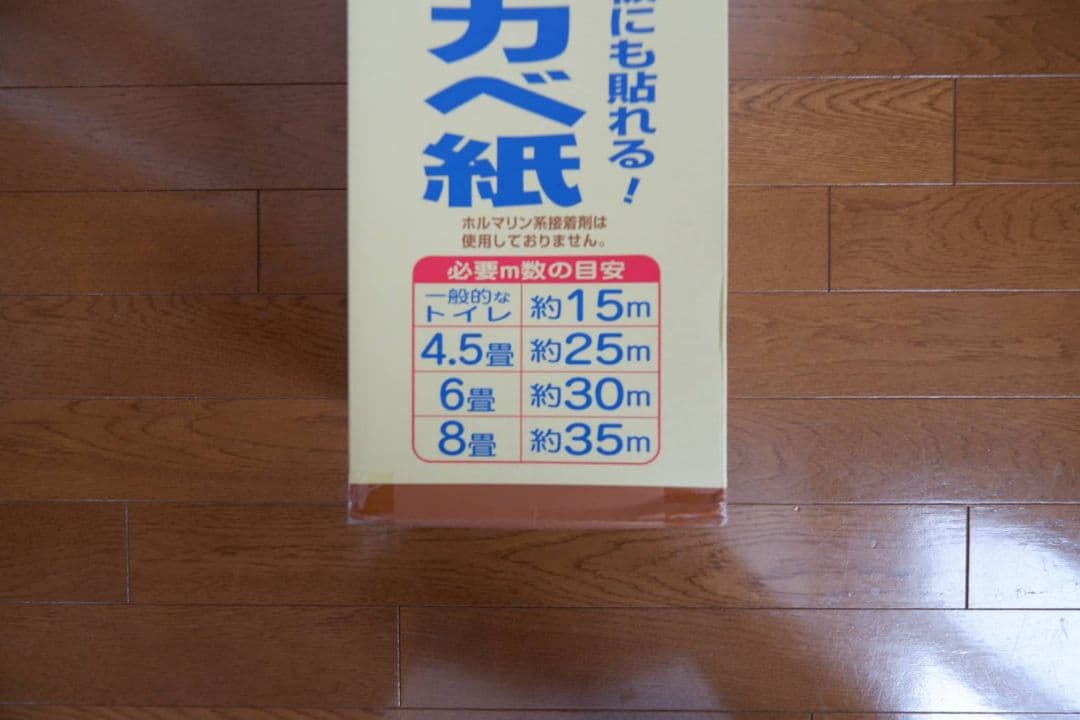 にも貼れる!
カベ紙
ホルマリン系接着剤は
使用しておりません。
必要m数の目安
一般的な
トイレ
約15m
4.5畳 約25m
6畳 約30m
8畳 約35m